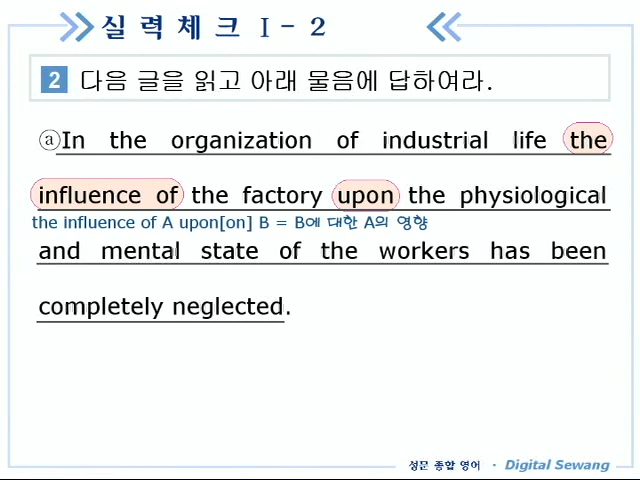 실력체크 I - 2
2 다음 글을 읽고 아래 물음에 답하여라.
ⓐIn the organization of industrial life the
influence of the factory upon the physiological
the influence of A upon[on] B = B에 대한 A의 영향
and mental state of the workers has been
completely neglected.
성문 종합 영어 · Digital Sewang